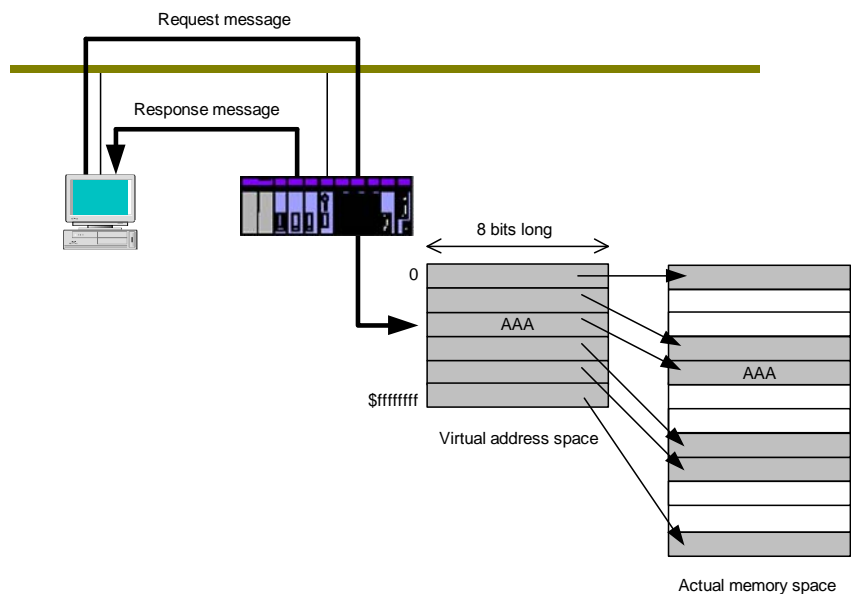 Request message
Response message
8 bits long
0
AAA
AAA
$ffffffff
Virtual address space
Actual memory space